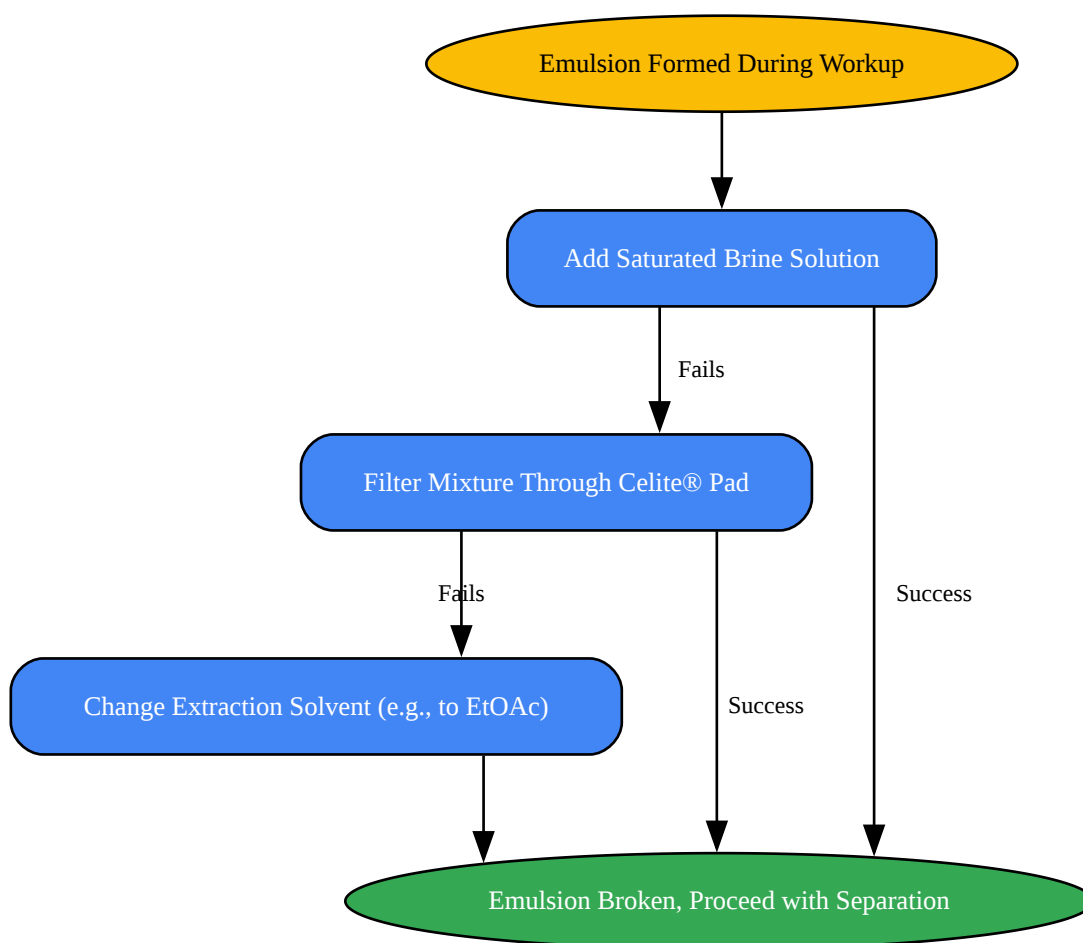 Emulsion Formed During Workup
Add Saturated Brine Solution
Fails
Filter Mixture Through Celite® Pad
Fails
Success
Change Extraction Solvent (e.g., to EtOAc)
Success
Emulsion Broken, Proceed with Separation